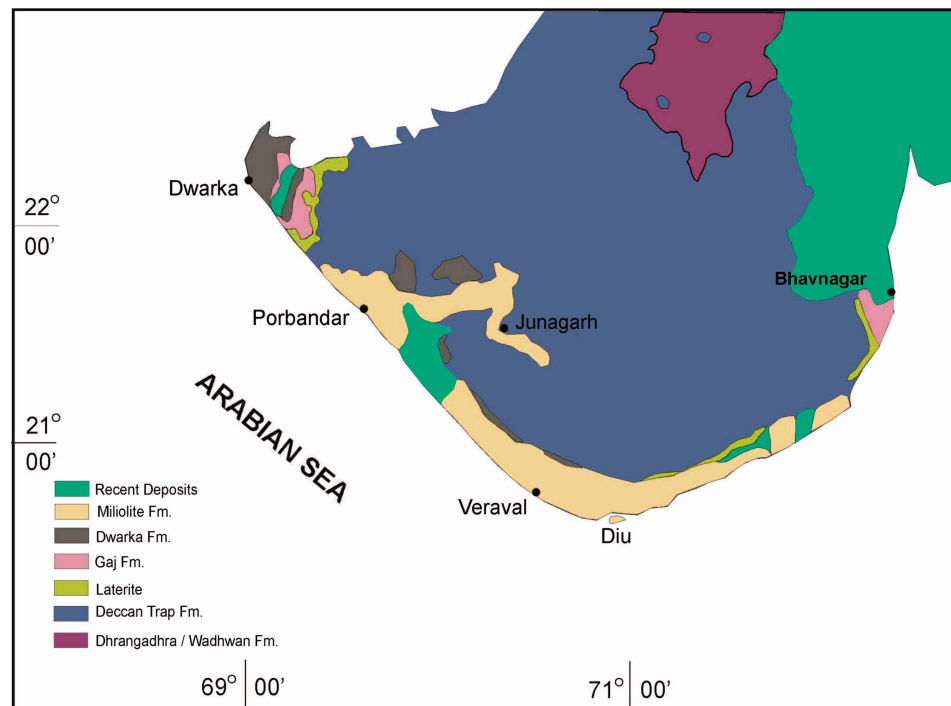 Dwarka
22°
00’
Bhavnagar
Porbandar
Junagarh
ARABIAN SEA
21°
00’
Veraval
Diu
Recent Deposits
Miliolite Fm.
Dwarka Fm.
Gaj Fm.
Laterite
Deccan Trap Fm.
Dhrangadhra / Wadhwan Fm.
69° 00’
71° 00’